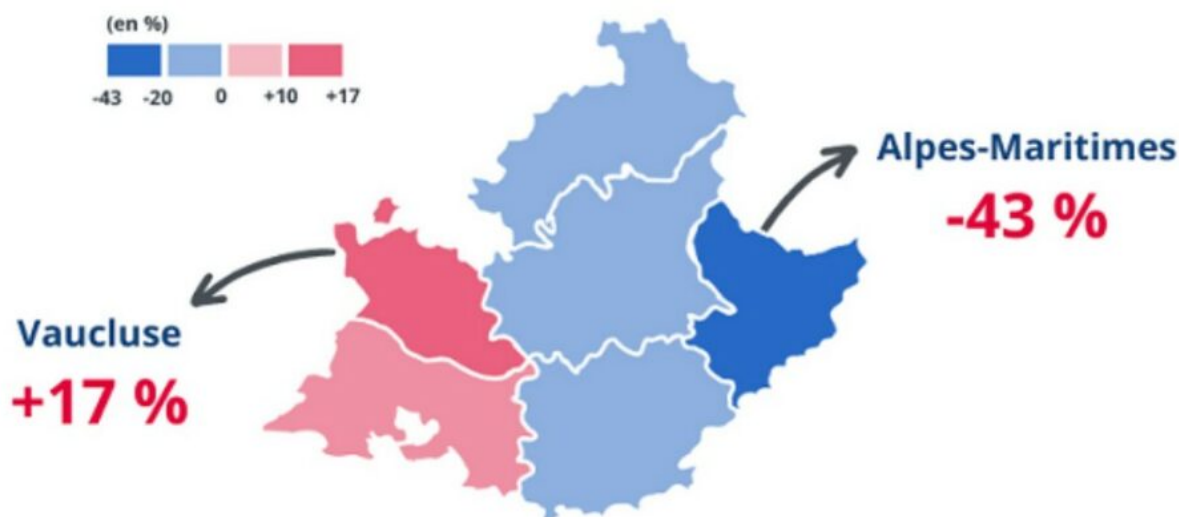 (en %)
-43 -20 0 +10 +17
Alpes-Maritimes
-43 %
Vaucluse
+17 %